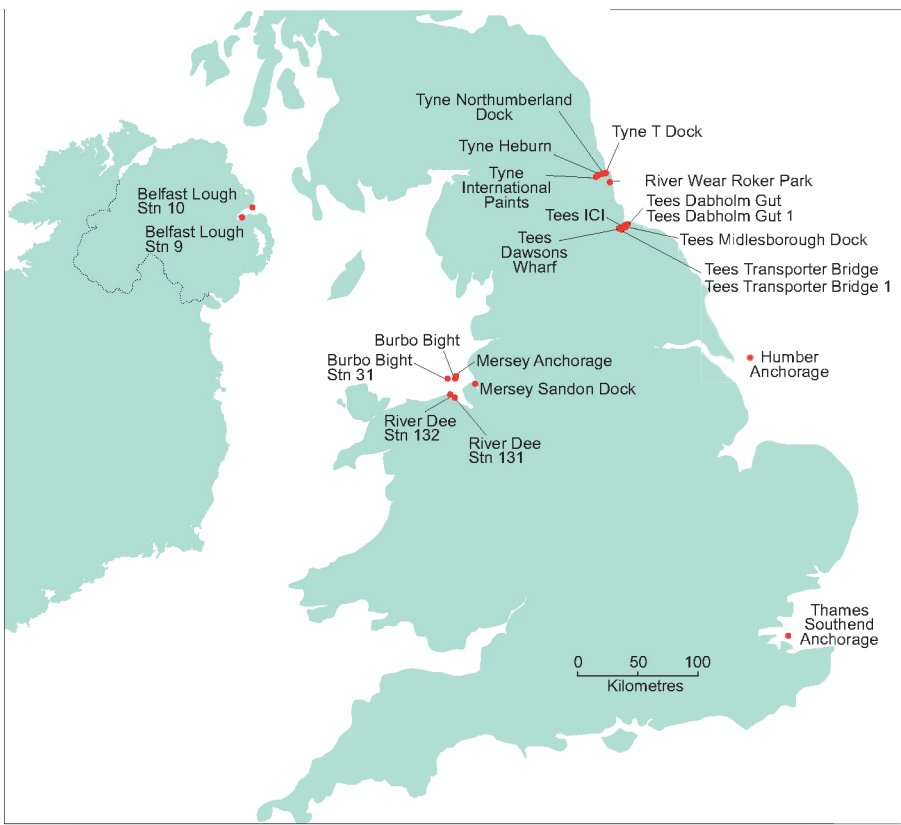 Tyne Northumberland
Dock
Tyne T Dock
Tyne Heburn
Tyne
International
Paints
River Wear Roker Park
Belfast Lough
Stn 10
Belfast Lough
Stn 9
Tees Dabholm Gut
Tees Dabholm Gut 1
Tees ICI
Tees
Dawsons
Wharf
Tees Midlesborough Dock
Tees Transporter Bridge
Tees Transporter Bridge 1
Burbo Bight
Burbo Bight
Stn 31
Mersey Anchorage
Humber
Anchorage
Mersey Sandon Dock
River Dee
Stn 132
River Dee
Stn 131
Thames
Southend
Anchorage
0 50 100
Kilometres